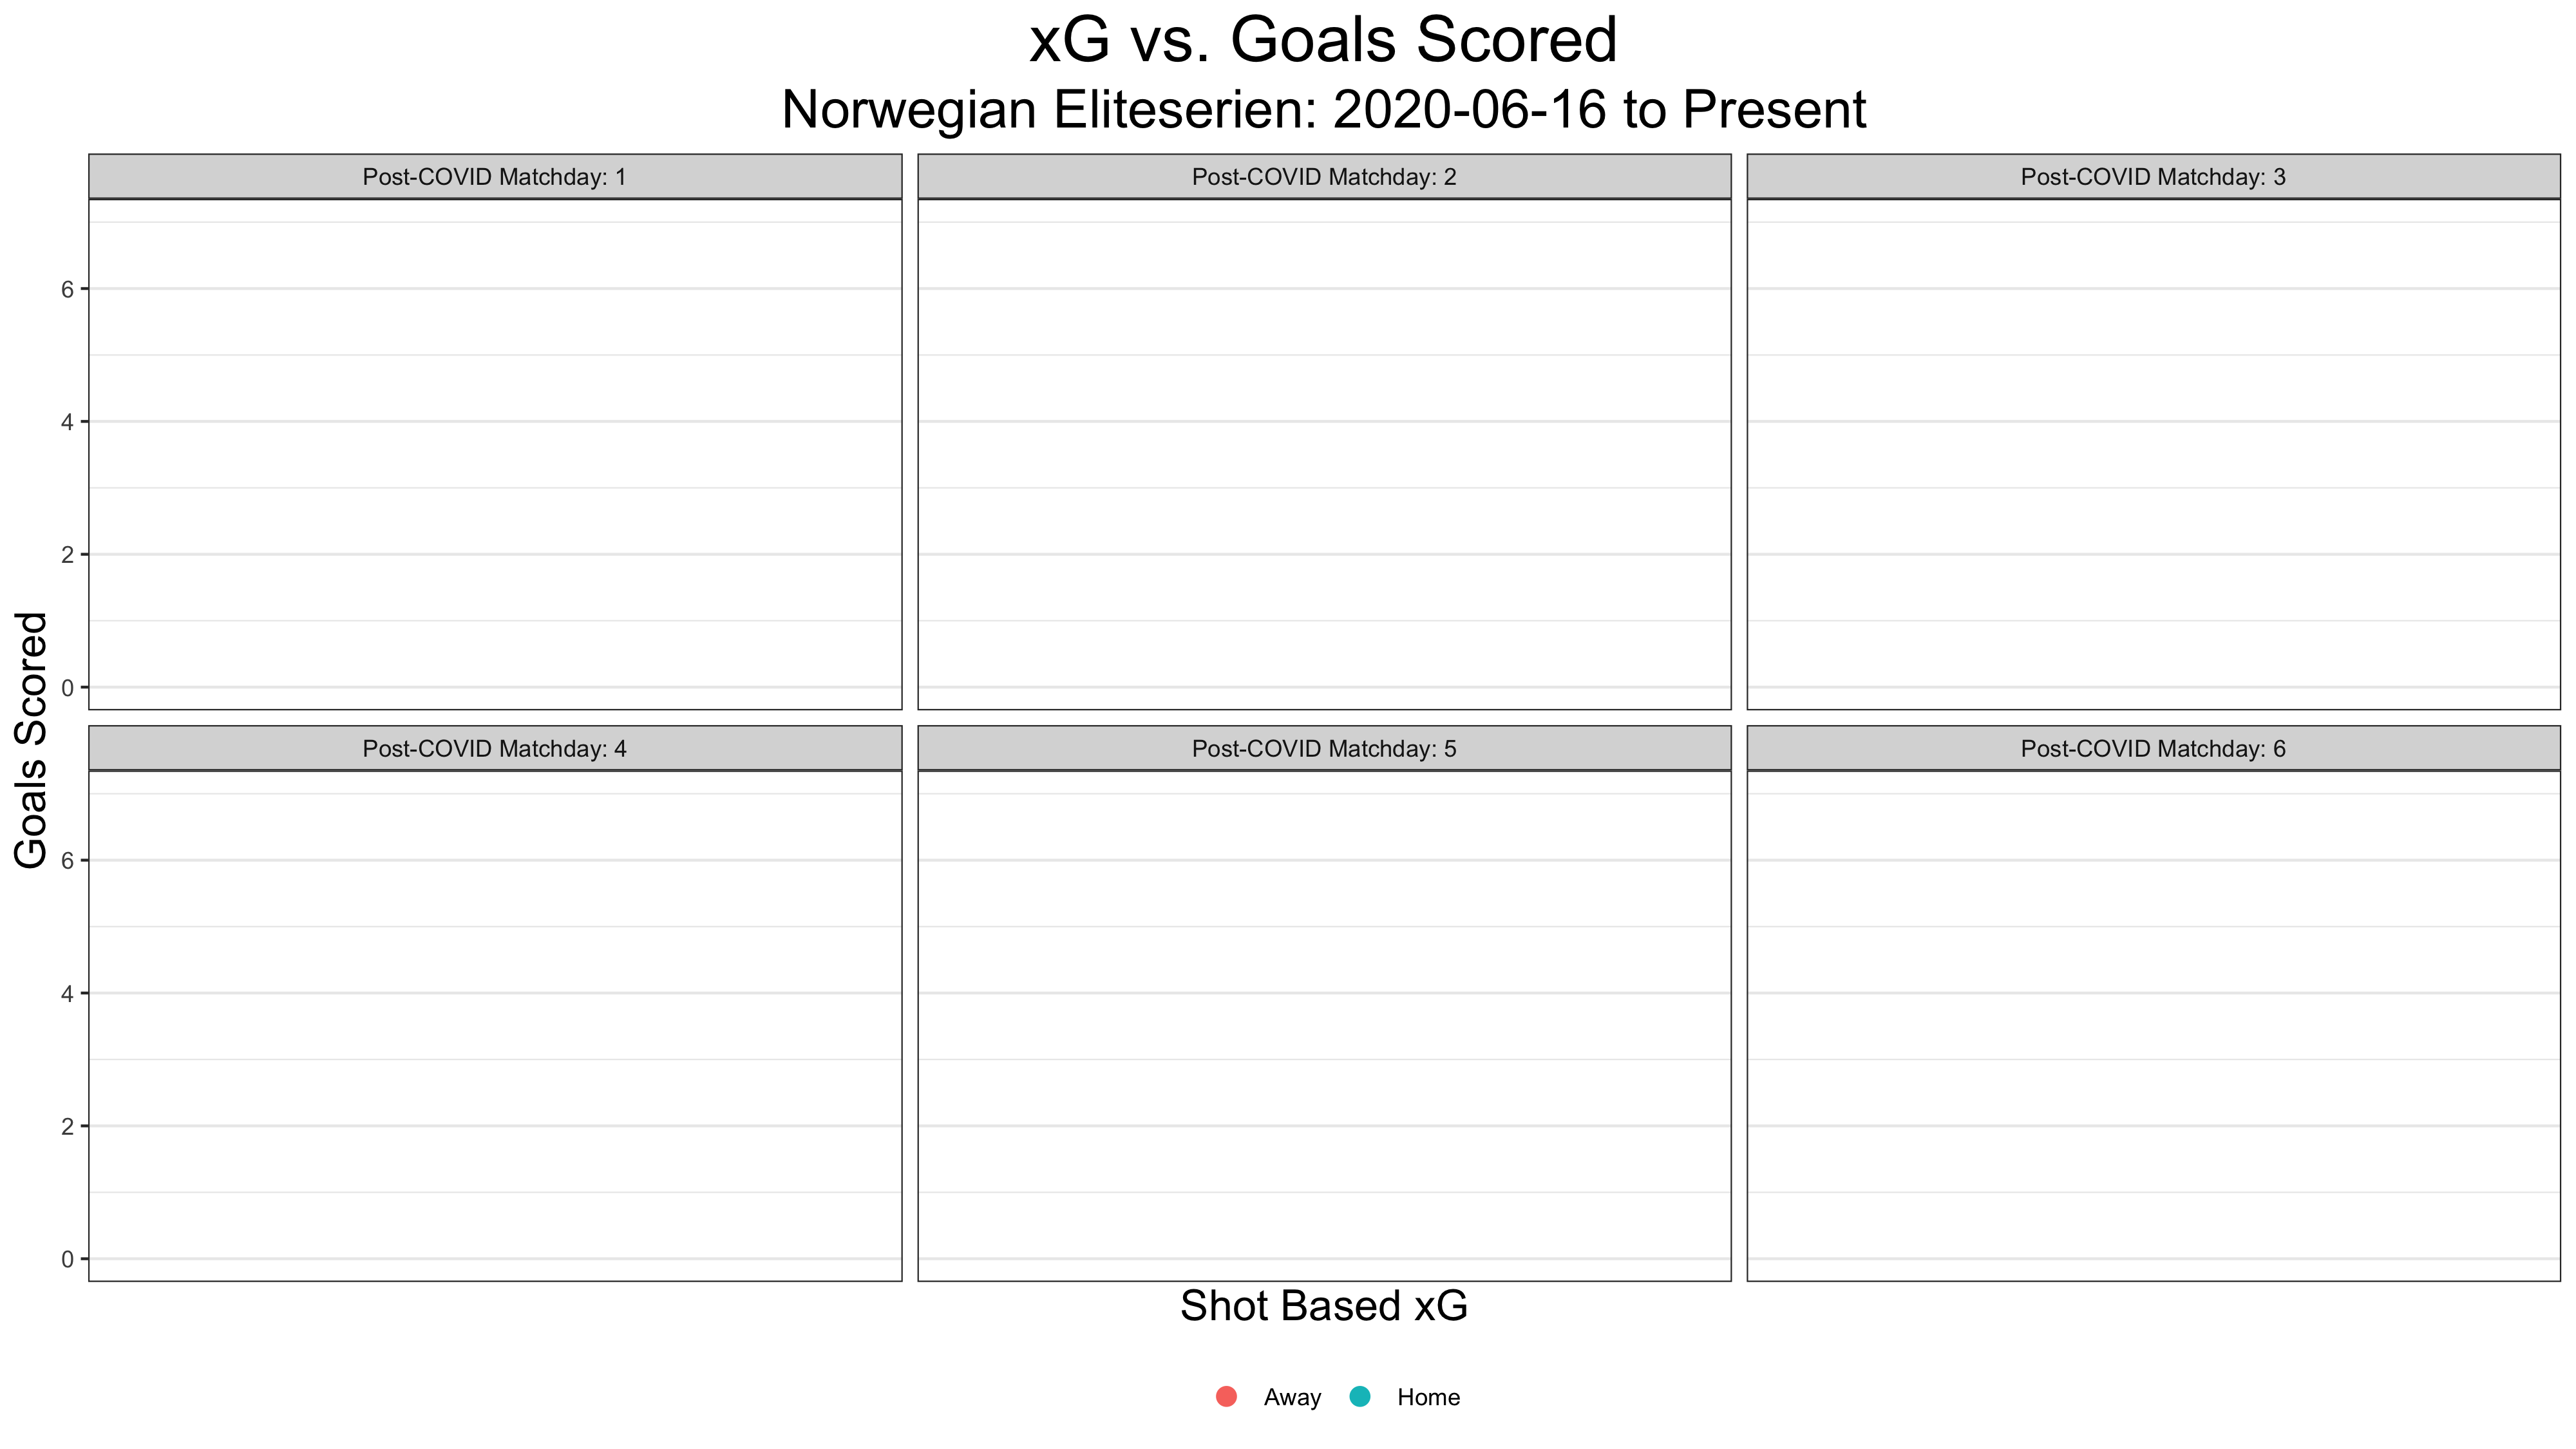 xG vs. Goals Scored
Norwegian Eliteserien: 2020-06-16 to Present
Post-COVID Matchday: 1
Post-COVID Matchday: 2
Post-COVID Matchday: 3
6
4
2
0
Goals Scored
Post-COVID Matchday: 4
Post-COVID Matchday: 5
Post-COVID Matchday: 6
6
4
2
0
Shot Based xG
Away
Home